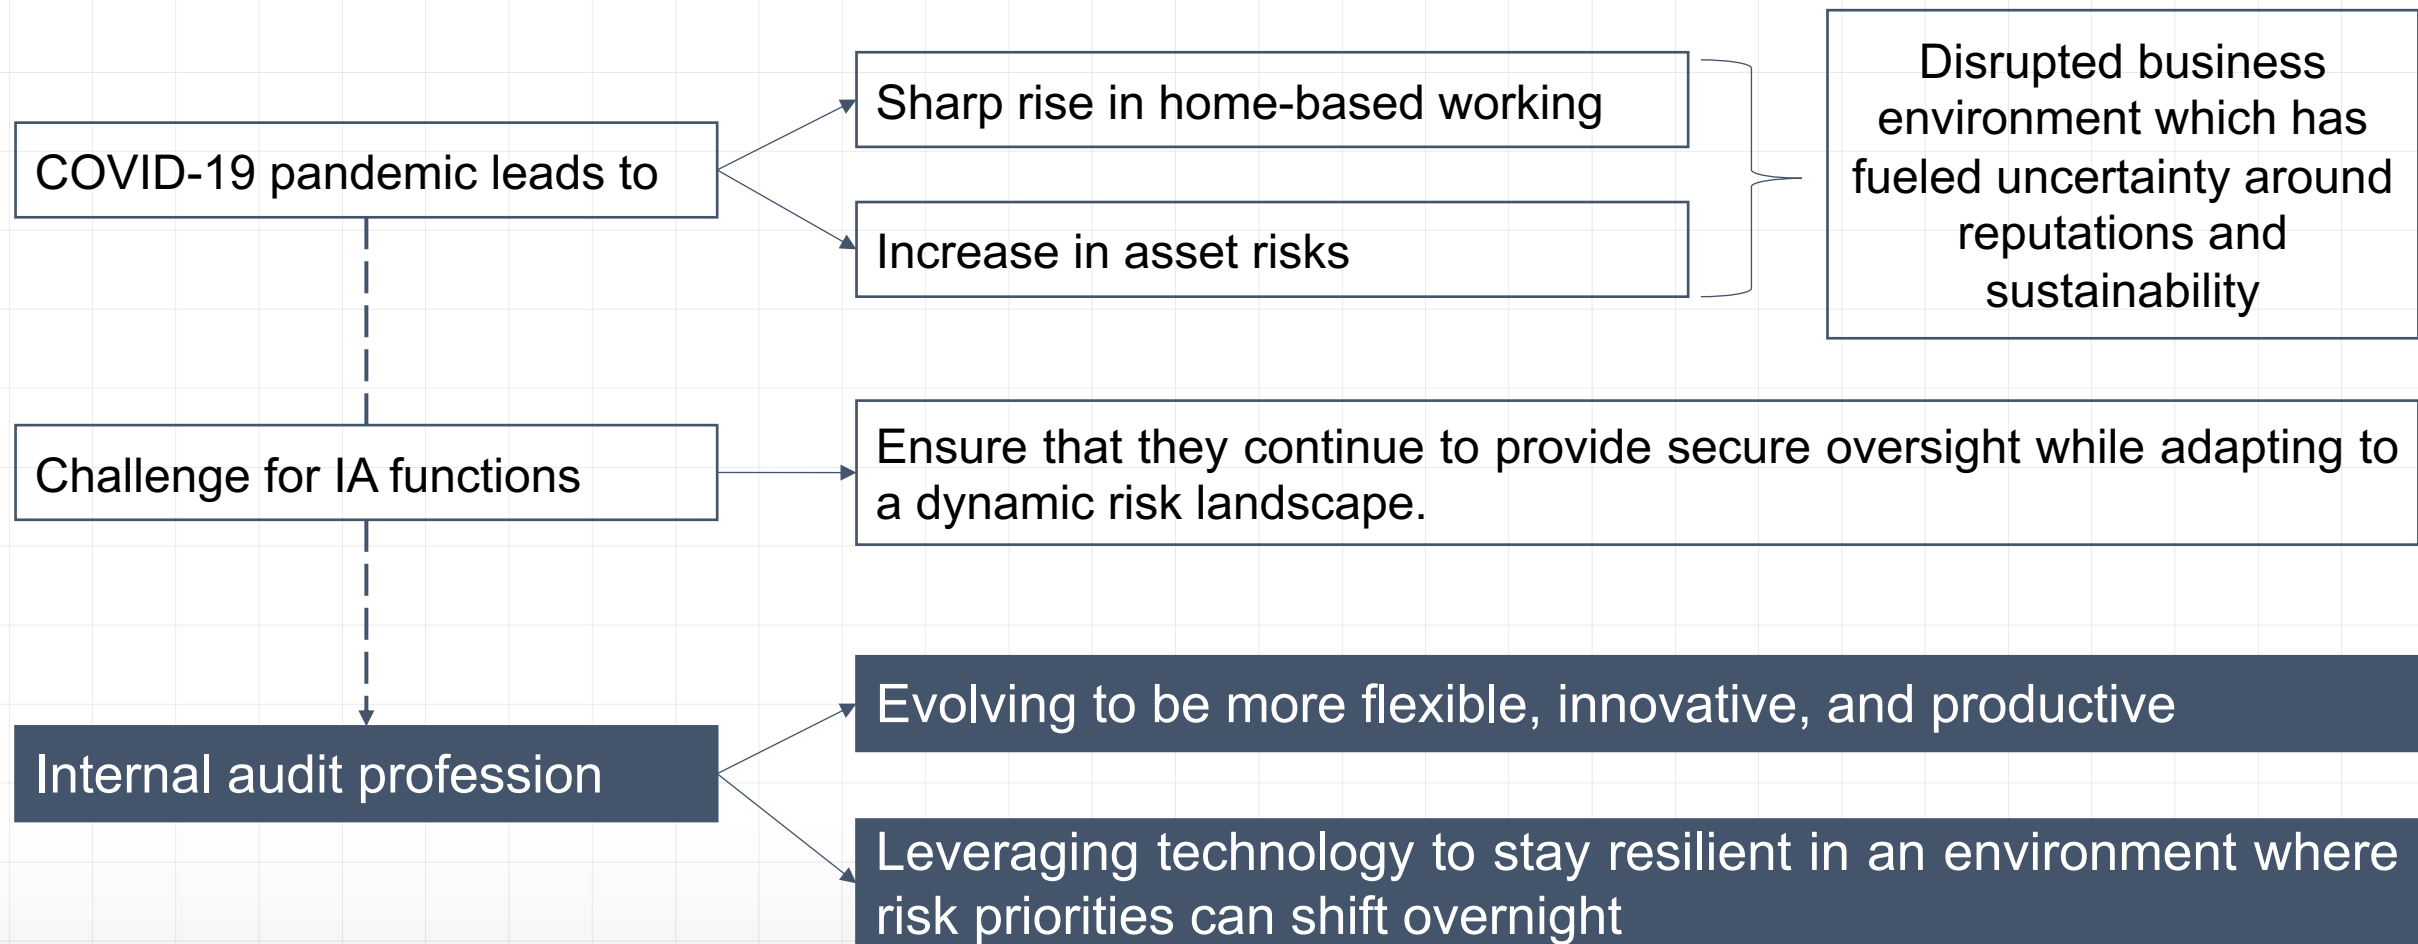 COVID-19 pandemic leads to
Sharp rise in home-based working
Increase in asset risks
Disrupted business
environment which has
fueled uncertainty around
reputations and
sustainability
Challenge for IA functions
Ensure that they continue to provide secure oversight while adapting to
a dynamic risk landscape.
Internal audit profession
Evolving to be more flexible, innovative, and productive
Leveraging technology to stay resilient in an environment where
risk priorities can shift overnight